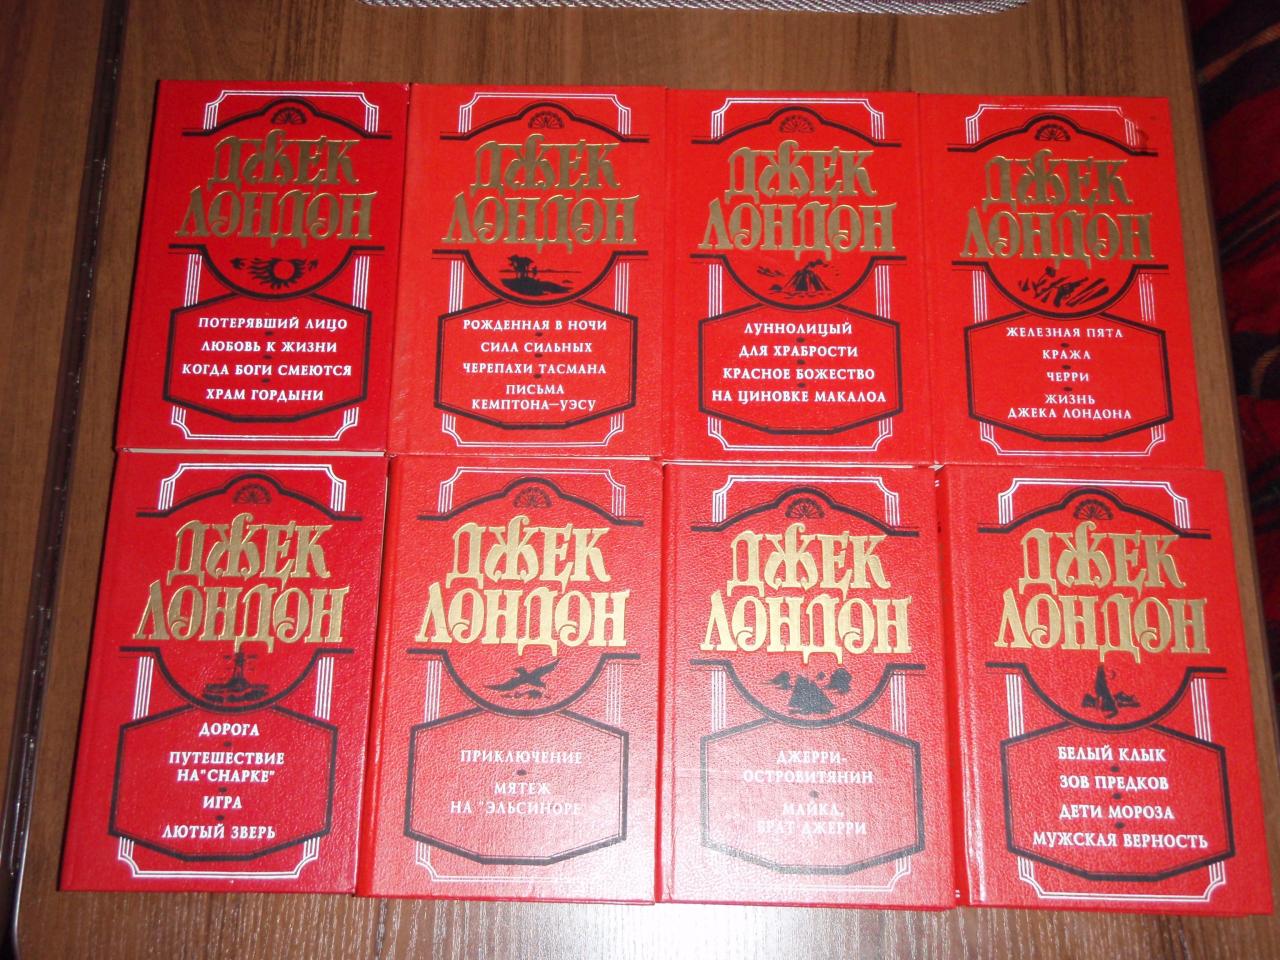 ДЖЕК
ЛОНДОН
ПОТЕРЯВШИЙ ЛИЦО
ЛЮБОВЬ К ЖИЗНИ
КОГДА БОГИ СМЕЮТСЯ
ХРАМ ГОРДЫНИ
ДЖЕК
ЛОНДОН
РОЖДЕННАЯ В НОЧИ
СИЛА СИЛЬНЫХ
ЧЕРЕПАХИ ТАСМАНА
ПИСЬМА
КЕМПТОНА—УЭСУ
ДЖЕК
ЛОНДОН
ЛУННОЛИЦЫЙ
ДЛЯ ХРАБРОСТИ
КРАСНОЕ БОЖЕСТВО
НА ЦИНОВКЕ МАКАЛОА
ДЖЕК
ЛОНДОН
ЖЕЛЕЗНАЯ ПЯТА
КРАЖА
ЧЕРРИ
ЖИЗНЬ
ДЖЕКА ЛОНДОНА
ДЖЕК
ЛОНДОН
ДОРОГА
ПУТЕШЕСТВИЕ
НА "СНАРКЕ"
ИГРА
ЛЮТЫЙ ЗВЕРЬ
ДЖЕК
ЛОНДОН
ПРИКЛЮЧЕНИЕ
МЯТЕЖ
НА "ЭЛЬСИНОРЕ
ДЖЕК
ЛОНДОН
ДЖЕРРИ-
ОСТРОВИТЯНИН
МАЙКЛ,
БРАТ ДЖЕРРИ
ДЖЕК
ЛОНДОН
БЕЛЫЙ КЛЫК
ЗОВ ПРЕДКОВ
ДЕТИ МОРОЗА
МУЖСКАЯ ВЕРНОСТЬ